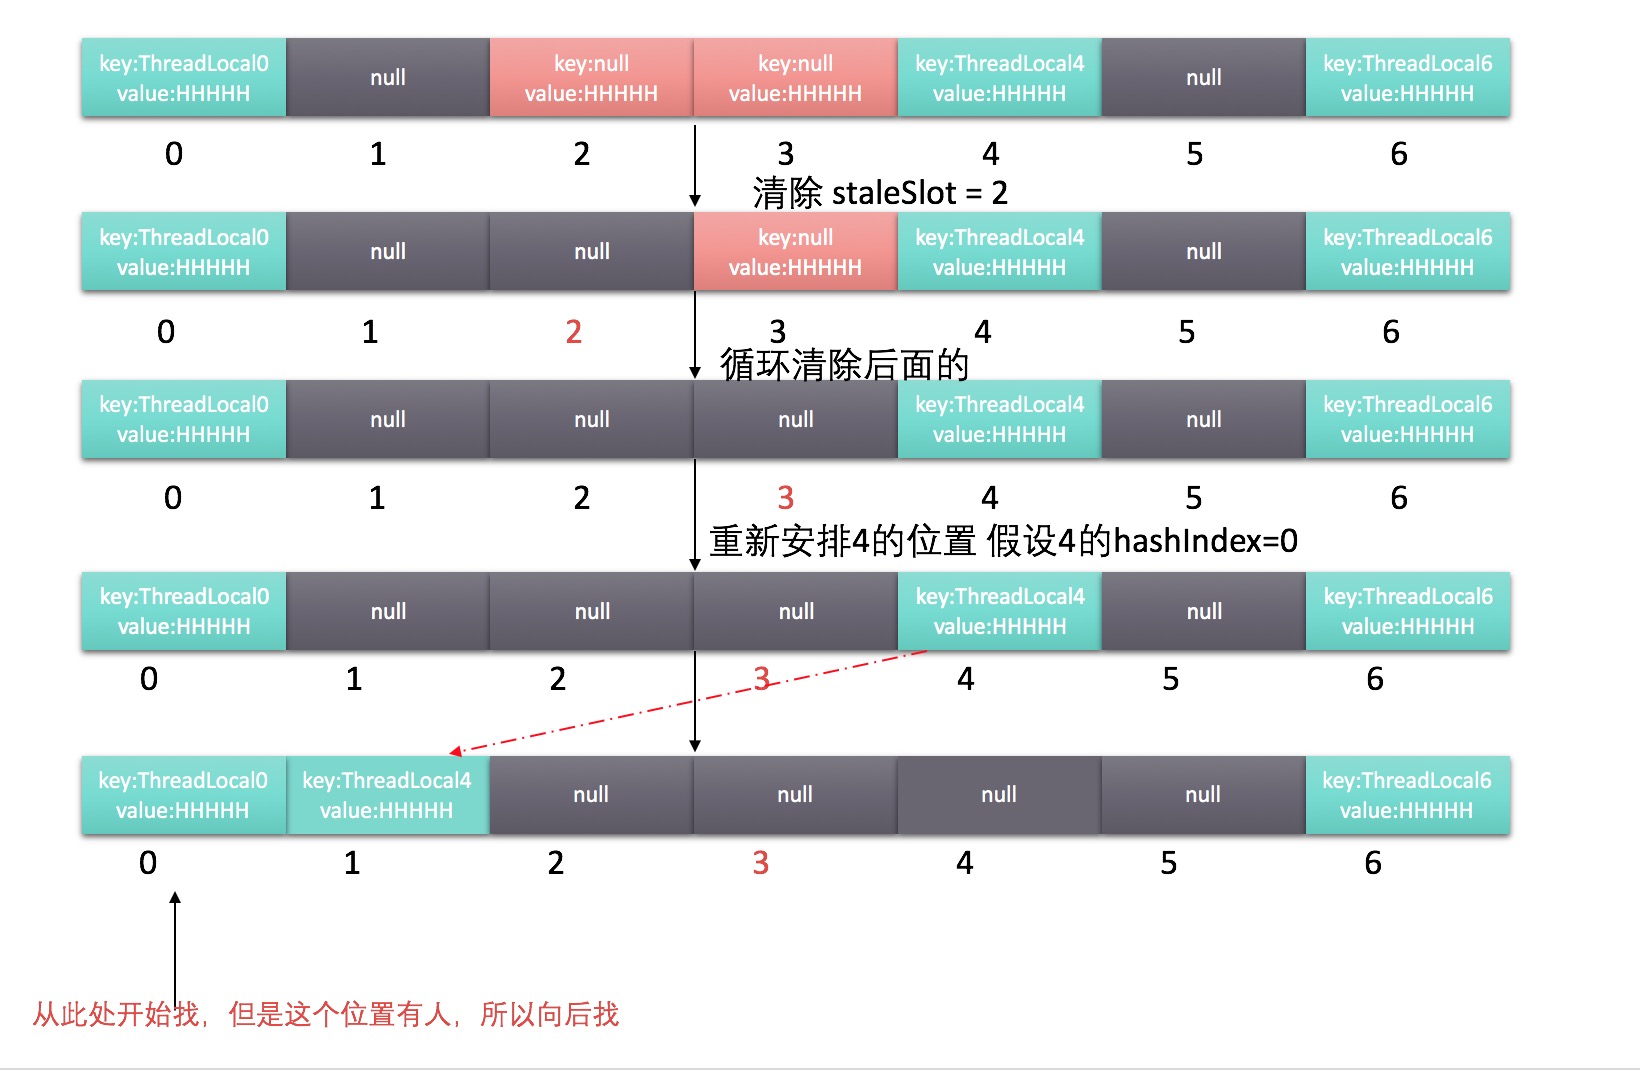 key:ThreadLocal0 null key:null key:null key:ThreadLocal4 null key:ThreadLocal6
value:HHHHH value:HHHHH value:HHHHH value:HHHHH value:HHHHH
0 1 2 3 4 5 6
清除 staleSlot = 2
key:ThreadLocal0 null null key:null key:ThreadLocal4 null key:ThreadLocal6
value:HHHHH value:HHHHH value:HHHHH value:HHHHH
0 1 2 3 4 5 6
循环清除后面的
key:ThreadLocal0 null null null key:ThreadLocal4 null key:ThreadLocal6
value:HHHHH value:HHHHH value:HHHHH
0 1 2 3 4 5 6
重新安排4的位置 假设4的hashIndex=0
key:ThreadLocal0 null null null key:ThreadLocal4 null key:ThreadLocal6
value:HHHHH value:HHHHH value:HHHHH
0 1 2 3 4 5 6
key:ThreadLocal0 key:ThreadLocal4 null null null null key:ThreadLocal6
value:HHHHH value:HHHHH value:HHHHH
0 1 2 3 4 5 6
从此处开始找，但是这个位置有人，所以向后找